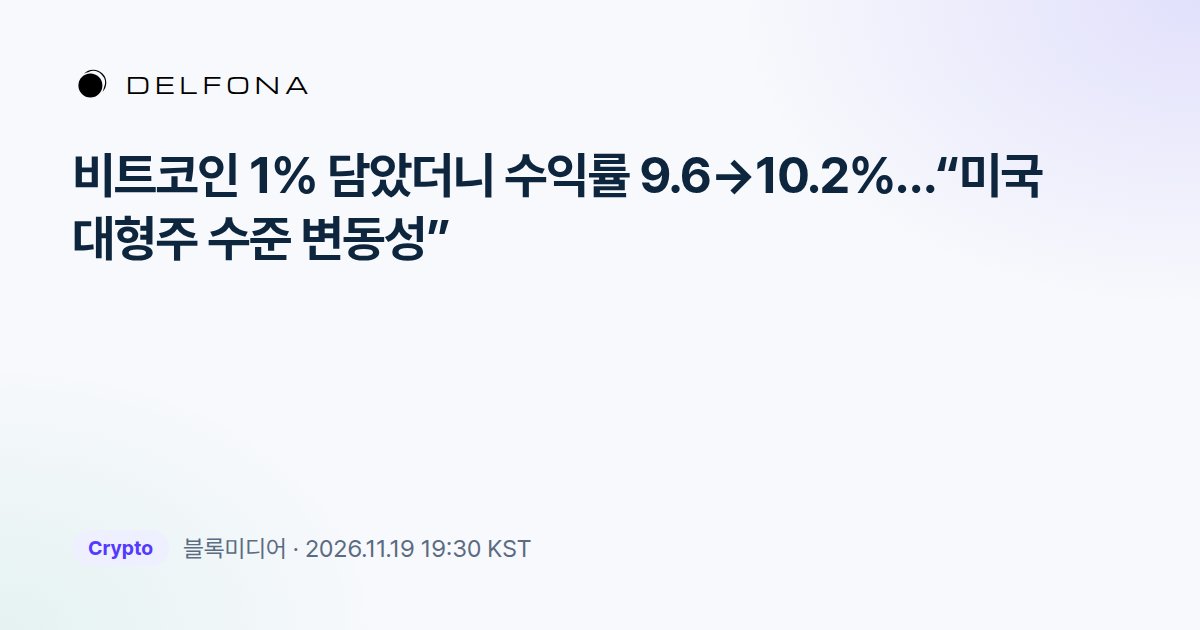 DELFONA
비트코인 1% 담았더니 수익률 9.6→10.2%…“미국
대형주 수준 변동성”
Crypto 블록미디어 · 2026.11.19 19:30 KST